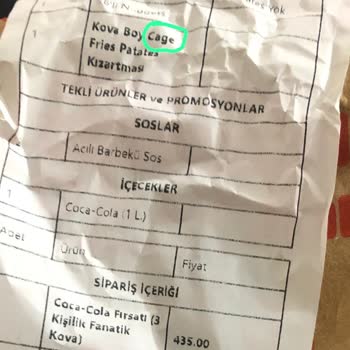 Yok
1
Kova Boy Cage
Fries Patates
Kızartması
TEKLİ ÜRÜNLER ve PROMOSYONLAR
SOSLAR
Acılı Barbekü Sos
İÇECEKLER
1
Coca-Cola (1 L.)
Adet
Ürün
Fiyat
SİPARİŞ İÇERİĞİ
Coca-Cola Fırsatı (3
Kişilik Fanatik
Kova)
435.00